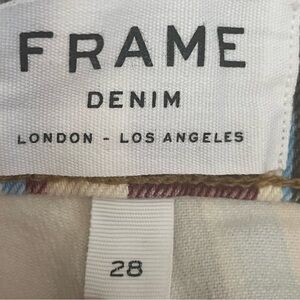 FRAME
DENIM
LONDON - LOS ANGELES
28